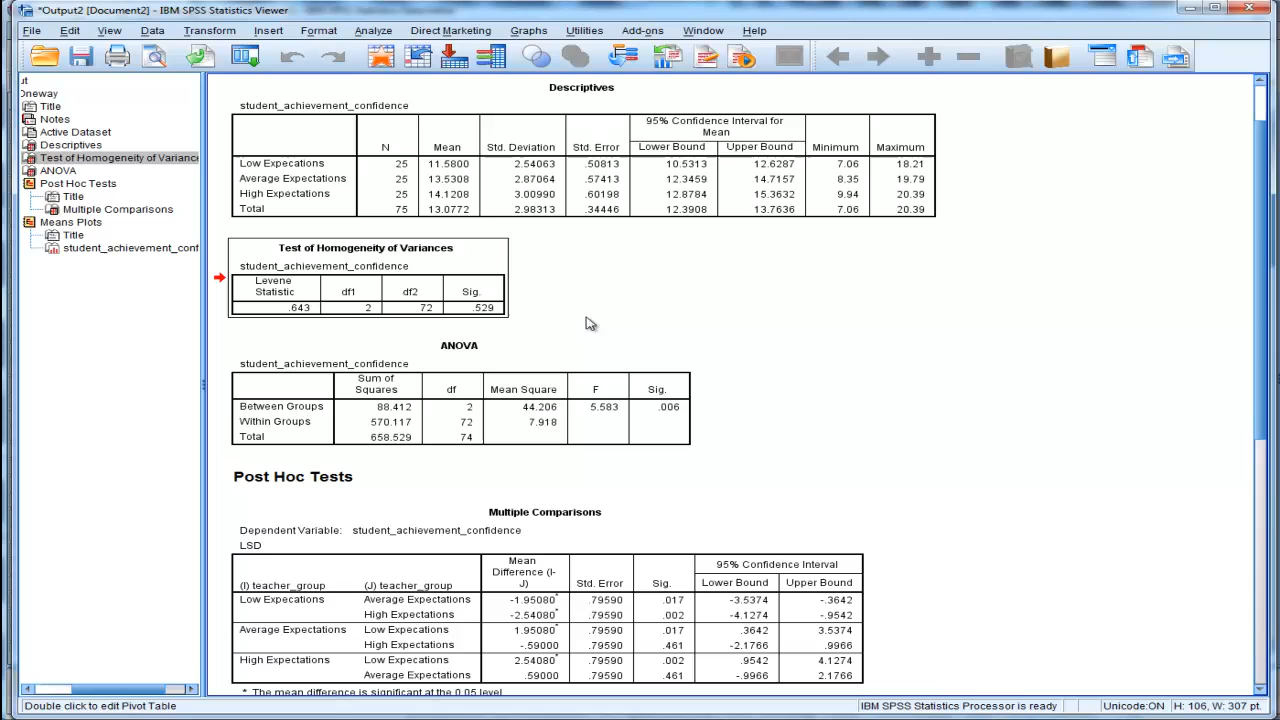 *Output2 [Document2] - IBM SPSS Statistics Viewer
File Edit View Data Transform Insert Format Analyze Direct Marketing Graphs Utilities Add-ons Window Help
ut
Oneway
Title
Notes
Active Dataset
Descriptives
Test of Homogeneity of Variance
ANOVA
Post Hoc Tests
Title
Multiple Comparisons
Means Plots
Title
student_achievement_conf
Descriptives
student_achievement_confidence
95% Confidence Interval for Mean
N Mean Std. Deviation Std. Error Lower Bound Upper Bound Minimum Maximum
Low Expecations 25 11.5800 2.54063 .50813 10.5313 12.6287 7.06 18.21
Average Expectations 25 13.5308 2.87064 .57413 12.3459 14.7157 8.35 19.79
High Expectations 25 14.1208 3.00990 .60198 12.8784 15.3632 9.94 20.39
Total 75 13.0772 2.98313 .34446 12.3908 13.7636 7.06 20.39
Test of Homogeneity of Variances
student_achievement_confidence
Levene Statistic df1 df2 Sig.
.643 2 72 .529
ANOVA
student_achievement_confidence
Sum of Squares df Mean Square F Sig.
Between Groups 88.412 2 44.206 5.583 .006
Within Groups 570.117 72 7.918
Total 658.529 74
Post Hoc Tests
Multiple Comparisons
Dependent Variable: student_achievement_confidence
LSD
(I) teacher_group (J) teacher_group Mean Difference (I-J) Std. Error Sig. 95% Confidence Interval
Lower Bound Upper Bound
Low Expecations Average Expectations -1.95080* .79590 .017 -3.5374 -.3642
High Expectations -2.54080* .79590 .002 -4.1274 -.9542
Average Expectations Low Expecations 1.95080* .79590 .017 .3642 3.5374
High Expectations -.59000 .79590 .461 -2.1766 .9966
High Expectations Low Expecations 2.54080* .79590 .002 .9542 4.1274
Average Expectations .59000 .79590 .461 -.9966 2.1766
* The mean difference is significant at the 0.05 level
Double click to edit Pivot Table
IBM SPSS Statistics Processor is ready Unicode:ON H: 106, W: 307 pt.